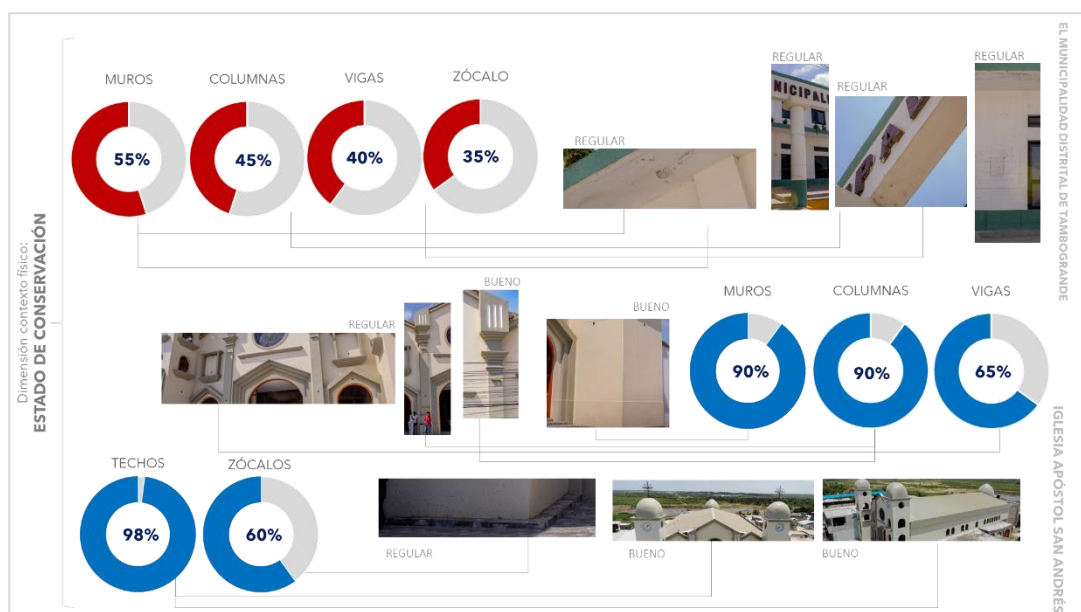 Dimensión contexto físico:
ESTADO DE CONSERVACIÓN
EL MUNICIPALIDAD DISTRITAL DE TAMBOGRANDE
MUROS
COLUMNAS
VIGAS
ZÓCALO
55%
45%
40%
35%
REGULAR
REGULAR
REGULAR
REGULAR
NICIPAL
REGULAR
BUENO
BUENO
MUROS
COLUMNAS
VIGAS
90%
90%
65%
IGLESIA APÓSTOL SAN ANDRÉS
TECHOS
ZÓCALOS
98%
60%
REGULAR
BUENO
BUENO